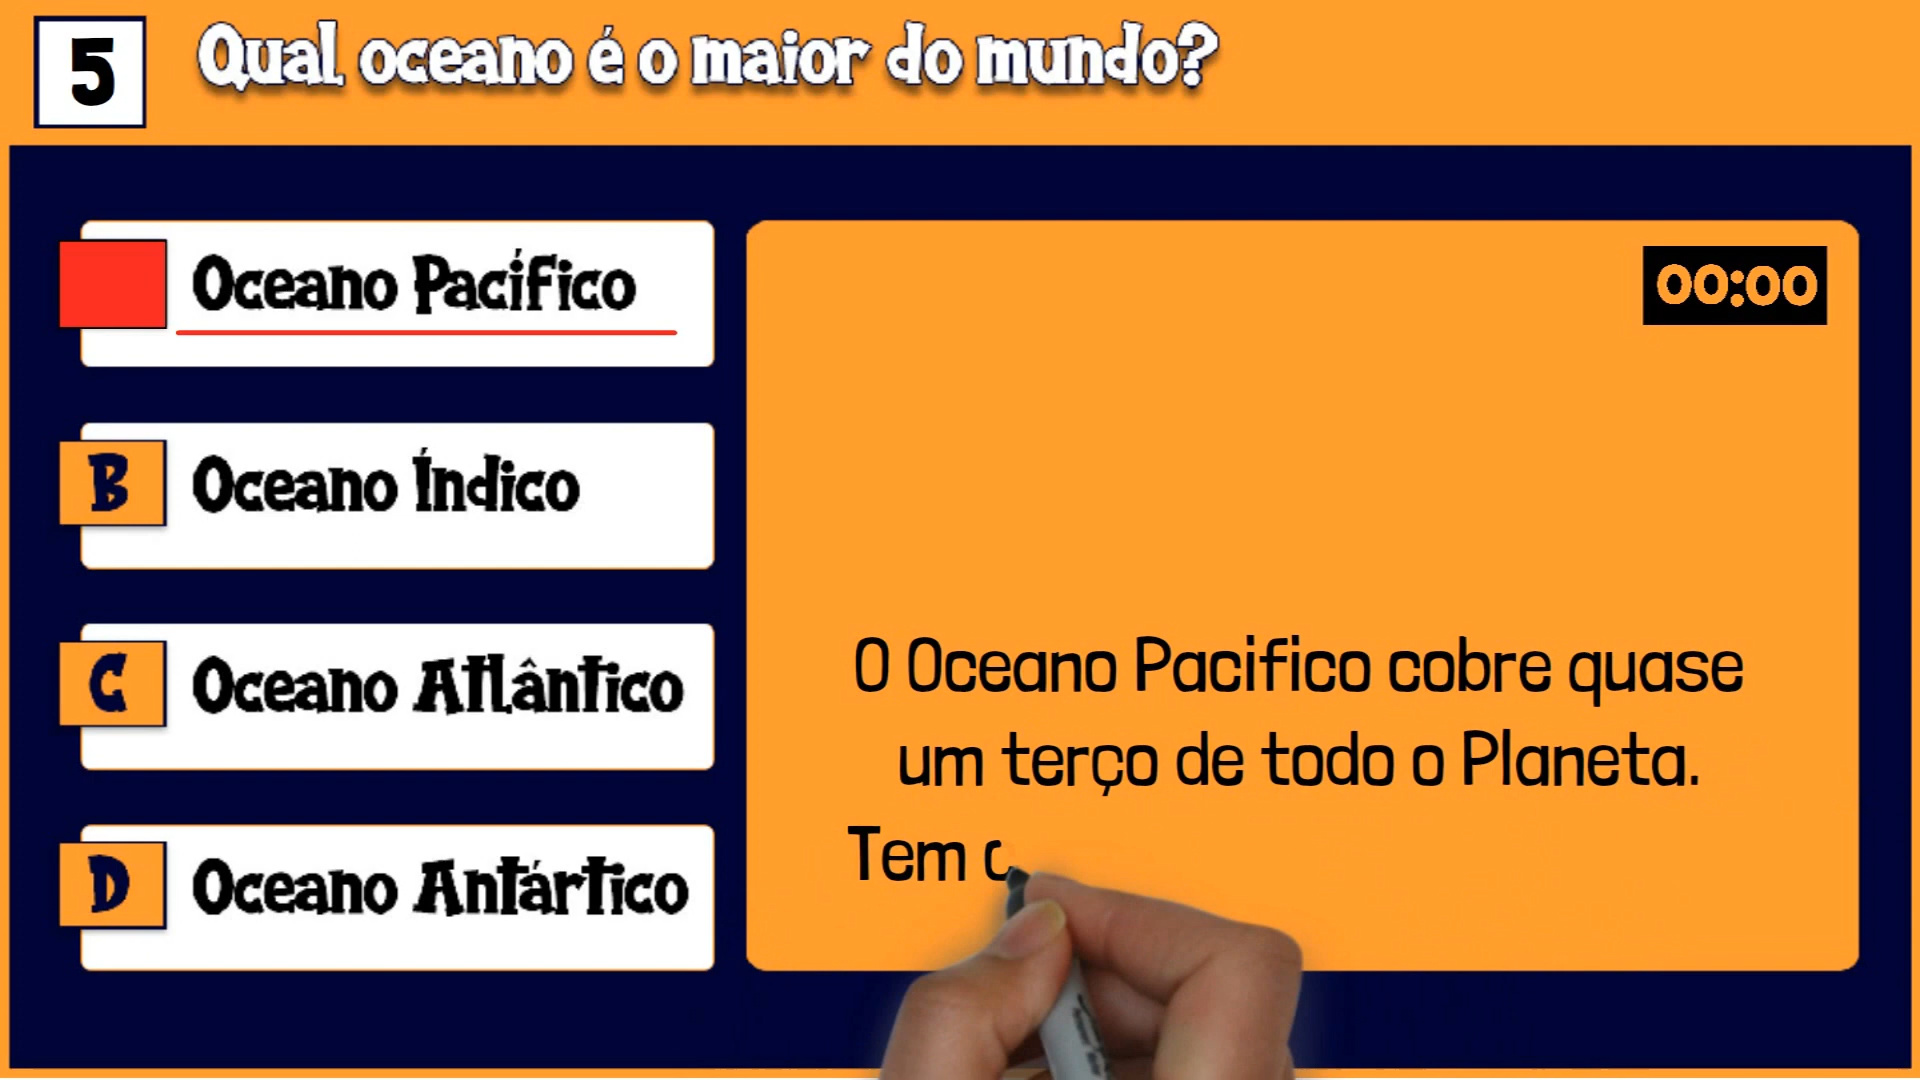 5
Qual oceano é o maior do mundo?
Oceano Pacífico
B
Oceano Índico
C
Oceano Atlântico
D
Oceano Antártico
00:00
O Oceano Pacifico cobre quase
um terço de todo o Planeta.
Tem